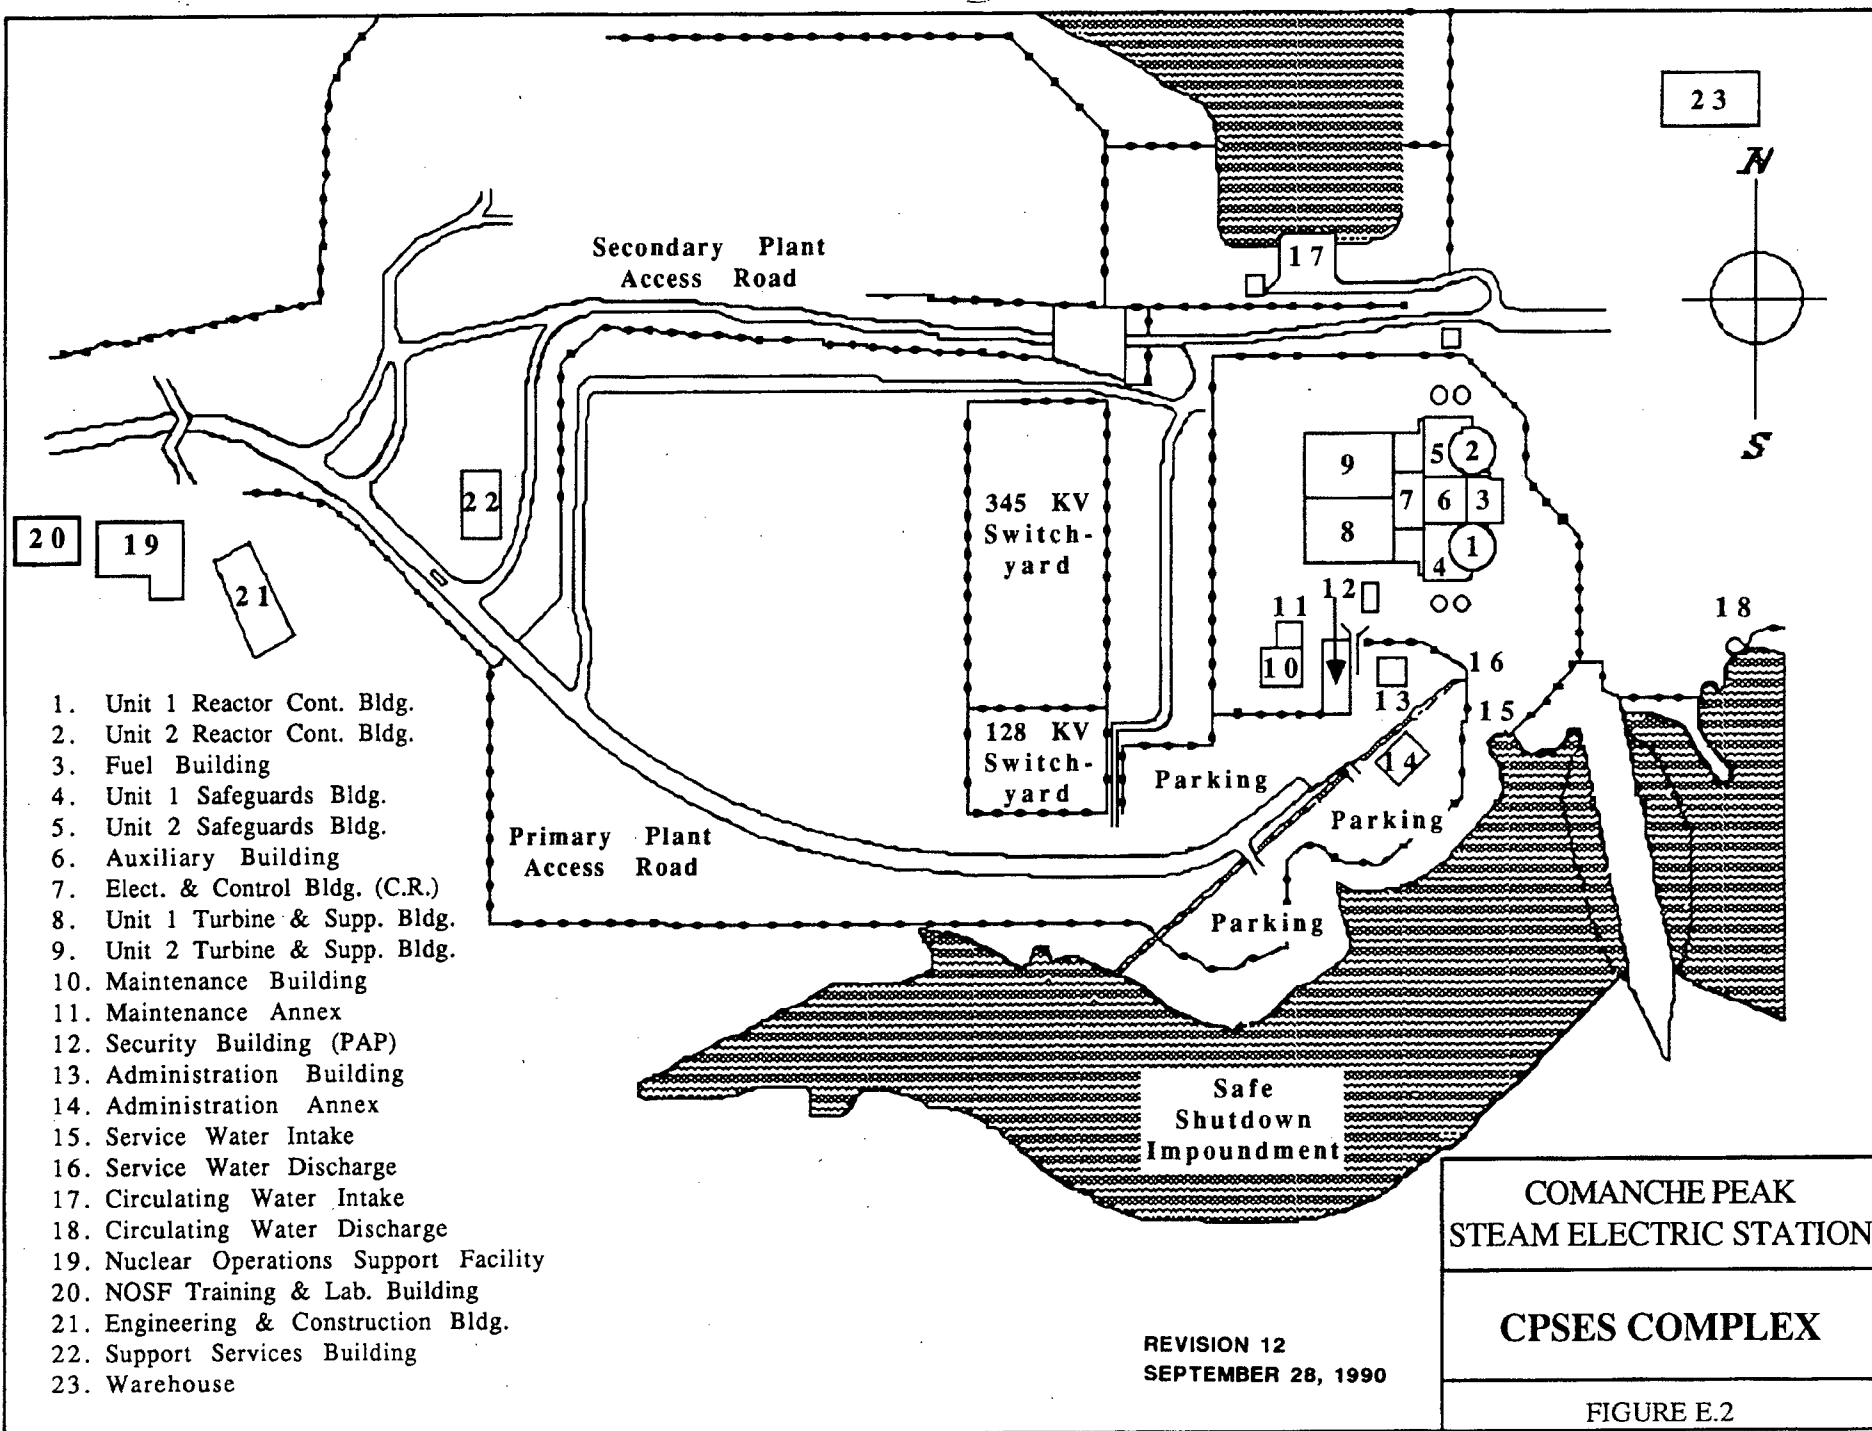 23
N
Secondary Plant
Access Road
17
S
5
2
9
345 KV
Switch-
yard
7
6
3
22
8
1
4
20
19
21
12
11
18
10
16
13
15
128 KV
Switch-
yard
14
Parking
Parking
Primary Plant
Access Road
Parking
1. Unit 1 Reactor Cont. Bldg.
2. Unit 2 Reactor Cont. Bldg.
3. Fuel Building
4. Unit 1 Safeguards Bldg.
5. Unit 2 Safeguards Bldg.
6. Auxiliary Building
7. Elect. & Control Bldg. (C.R.)
8. Unit 1 Turbine & Supp. Bldg.
9. Unit 2 Turbine & Supp. Bldg.
10. Maintenance Building
11. Maintenance Annex
12. Security Building (PAP)
13. Administration Building
14. Administration Annex
15. Service Water Intake
16. Service Water Discharge
17. Circulating Water Intake
18. Circulating Water Discharge
19. Nuclear Operations Support Facility
20. NOSF Training & Lab. Building
21. Engineering & Construction Bldg.
22. Support Services Building
23. Warehouse
Safe
Shutdown
Impoundment
REVISION 12
SEPTEMBER 28, 1990
COMANCHE PEAK
STEAM ELECTRIC STATION
CPSES COMPLEX
FIGURE E.2